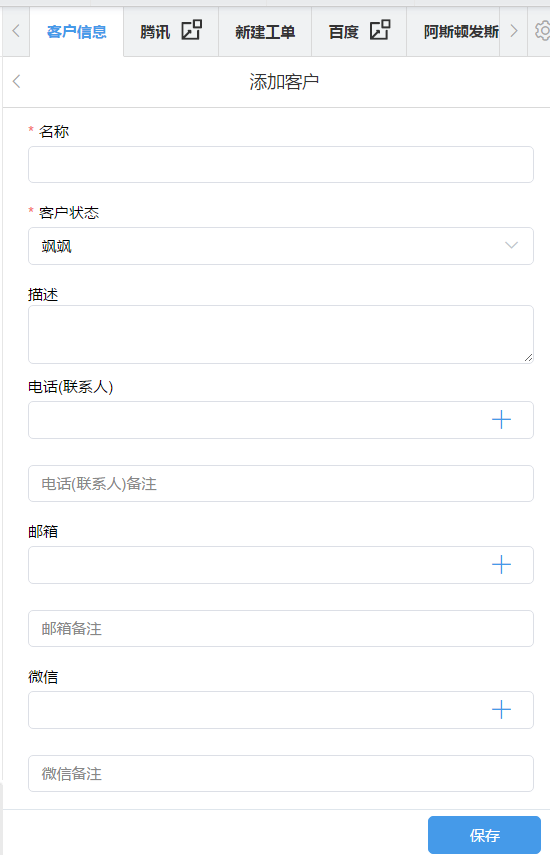 客户信息 腾讯 新建工单 百度 阿斯顿发斯
添加客户
* 名称
* 客户状态
飒飒
描述
电话(联系人)
电话(联系人)备注
邮箱
邮箱备注
微信
微信备注
保存